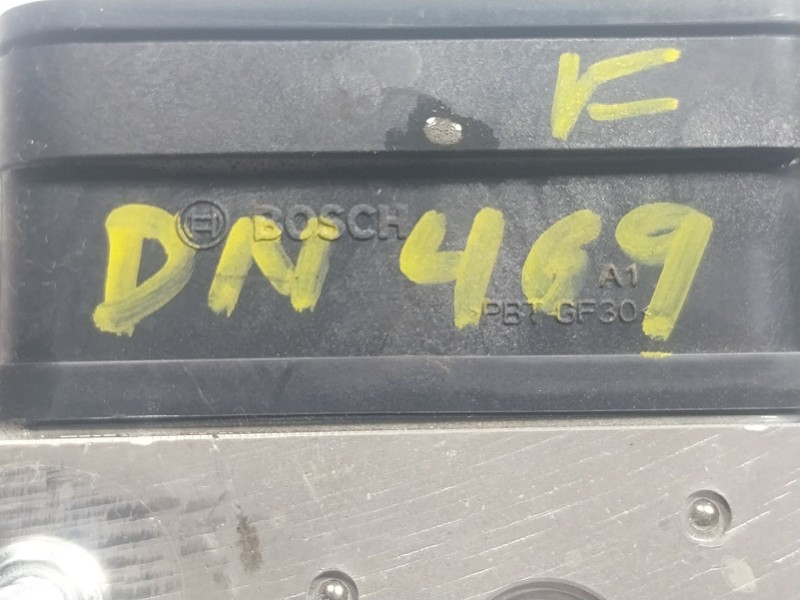 F
BOSCH
DN 469
A1
>PBT GF30<